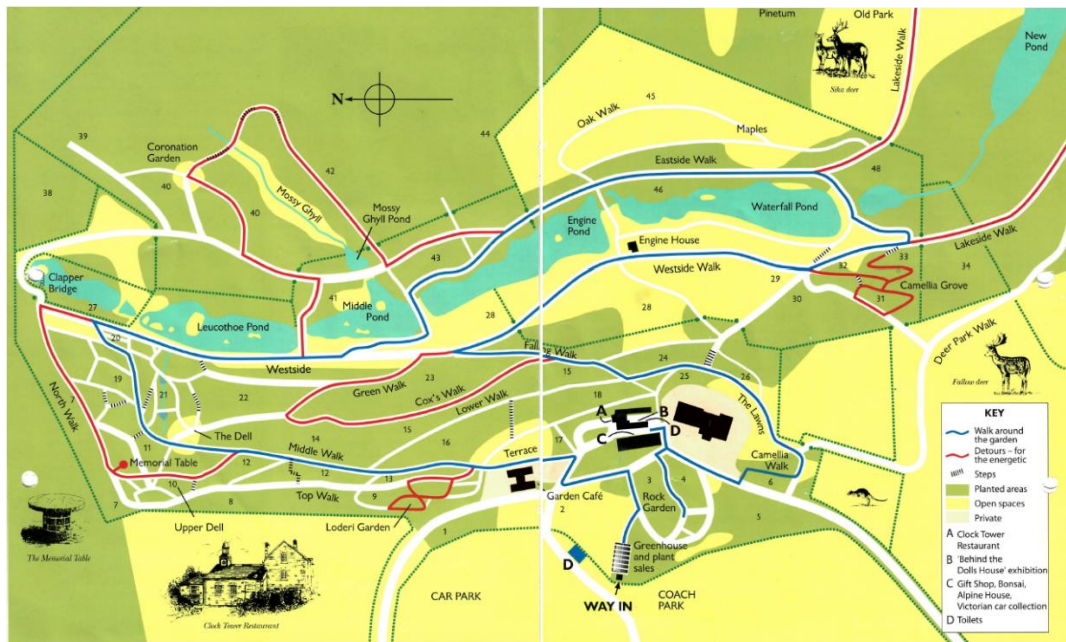 Pinetum
Old Park
New
Pond
Lakeside Walk
Sika deer
N
Oak Walk
45
Maples
44
39
Coronation
Garden
40
42
Eastside Walk
48
38
40
Mossy Ghyll
46
Waterfall Pond
Mossy
Ghyll Pond
Engine
Pond
Engine House
43
Lakeside Walk
Clapper
Bridge
Westside Walk
29
32
33
34
27
41
Middle
Pond
28
30
Camellia Grove
31
Leucothoe Pond
28
Deer Park Walk
20
Westside
Falling Walk
24
19
Green Walk
23
15
25
26
Fallow deer
7
21
22
Cox's Walk
Lower Walk
18
A
B
The Lawns
North Walk
The Dell
14
15
16
17
C
D
11
Middle Walk
Terrace
Camellia
Walk
Memorial Table
12
12
13
6
10
Top Walk
9
Garden Café
3
4
Rock
Garden
7
8
2
5
Upper Dell
Loderi Garden
1
Greenhouse
and plant
sales
The Memorial Table
D
CAR PARK
WAY IN
COACH
PARK
Clock Tower Restaurant
KEY
Walk around
the garden
Detours – for
the energetic
Steps
Planted areas
Open spaces
Private
A Clock Tower
Restaurant
B 'Behind the
Dolls House' exhibition
C Gift Shop, Bonsai,
Alpine House,
Victorian car collection
D Toilets